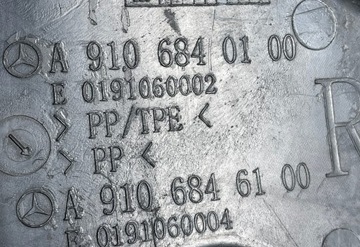 A 910 684 01 00
E 0191060002
> PP/TPE <
R
> PP <
A 910 684 61 00
E 0191060004